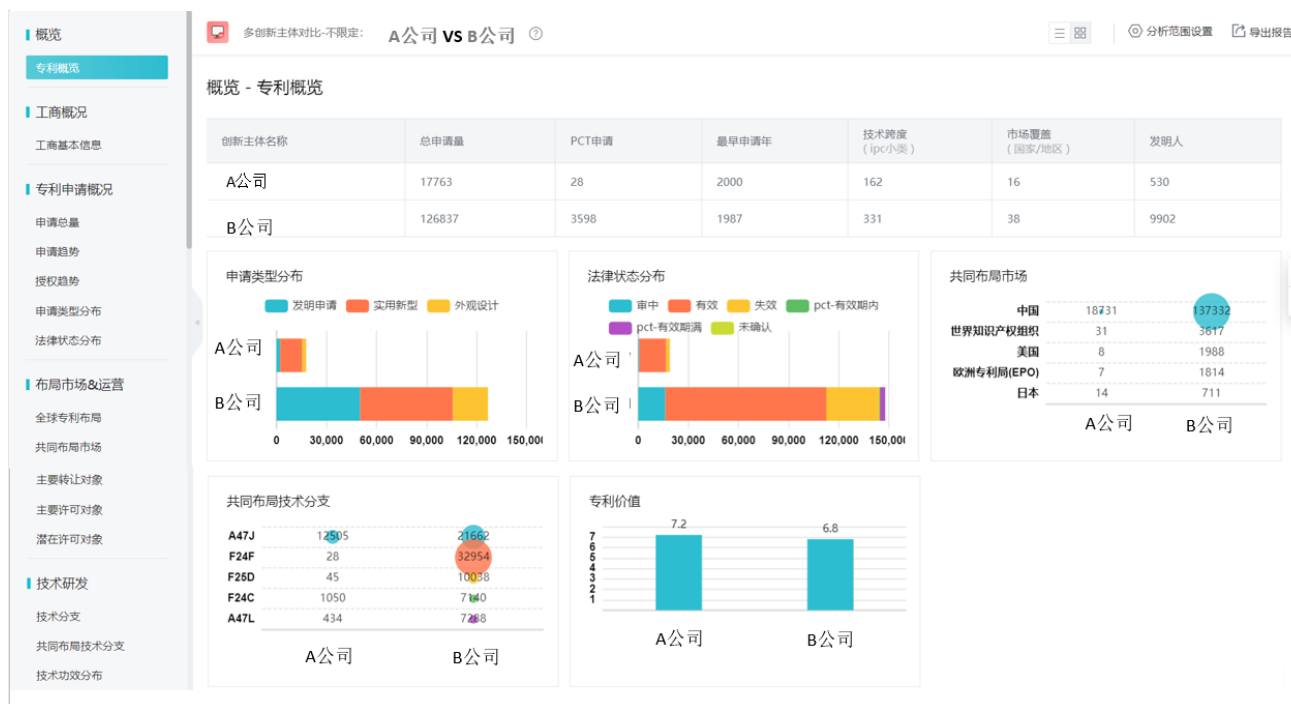 概览
专利概览
工商概况
工商基本信息
专利申请概况
申请总量
申请趋势
授权趋势
申请类型分布
法律状态分布
布局市场&运营
全球专利布局
共同布局市场
主要转让对象
主要许可对象
潜在许可对象
技术研发
技术分支
共同布局技术分支
技术功效分布
多创新主体对比-不限定: A公司 VS B公司 ?
分析范围设置 导出报告
概览 - 专利概览
创新主体名称 总申请量 PCT申请 最早申请年 技术跨度 市场覆盖 发明人
(ipc小类) (国家/地区)
A公司 17763 28 2000 162 16 530
B公司 126837 3598 1987 331 38 9902
申请类型分布
发明申请 实用新型 外观设计
A公司
B公司
0 30,000 60,000 90,000 120,000 150,00
法律状态分布
审中 有效 失效 pct-有效期内
pct-有效期满 未确认
A公司
B公司
0 30,000 60,000 90,000 120,000 150,00
共同布局市场
中国 18731 137332
世界知识产权组织 31 3617
美国 8 1988
欧洲专利局(EPO) 7 1814
日本 14 711
A公司 B公司
共同布局技术分支
A47J 12505 21662
F24F 28 32954
F25D 45 10038
F24C 1050 7140
A47L 434 7288
A公司 B公司
专利价值
7.2 6.8
7
6
5
4
3
2
1
A公司 B公司